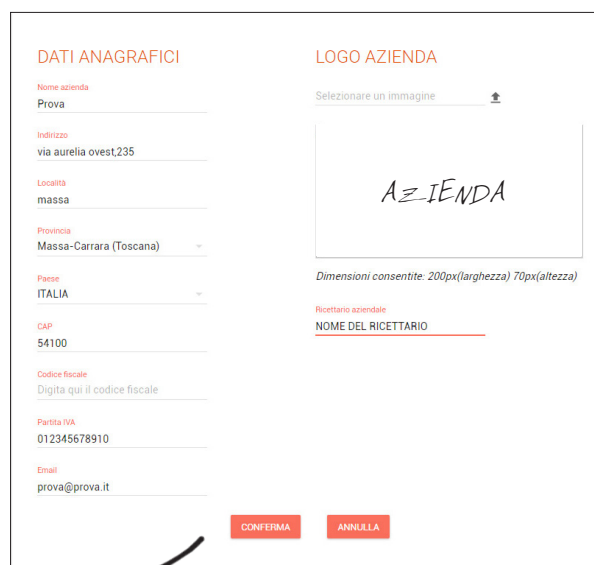 DATI ANAGRAFICI
Nome azienda
Prova
Indirizzo
via aurelia ovest,235
Località
massa
Provincia
Massa-Carrara (Toscana)
Paese
ITALIA
CAP
54100
Codice fiscale
Digita qui il codice fiscale
Partita IVA
012345678910
Email
prova@prova.it
LOGO AZIENDA
Selezionare un immagine
AZIENDA
Dimensioni consentite: 200px(larghezza) 70px(altezza)
Ricettario aziendale
NOME DEL RICETTARIO
CONFERMA
ANNULLA